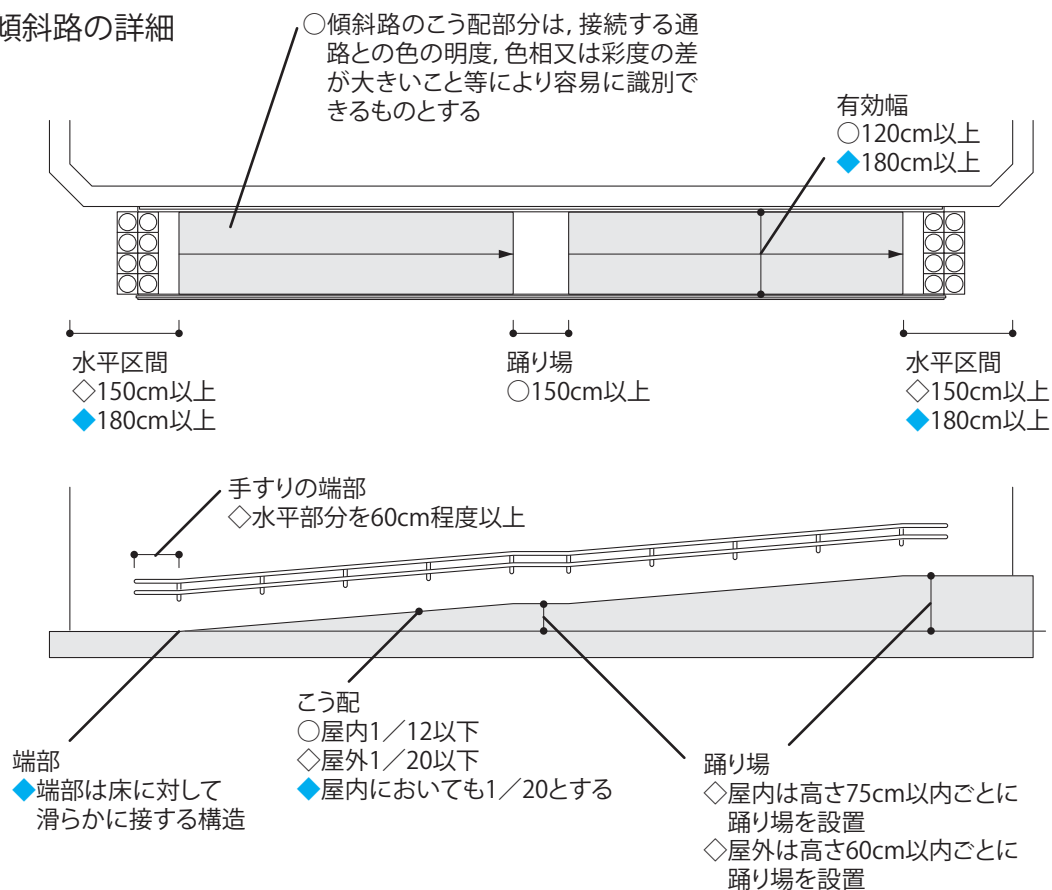 傾斜路の詳細
○傾斜路のこう配部分は，接続する通
路との色の明度，色相又は彩度の差
が大きいこと等により容易に識別で
きるものとする
有効幅
○120cm以上
◆180cm以上
水平区間
◇150cm以上
◆180cm以上
踊り場
○150cm以上
水平区間
◇150cm以上
◆180cm以上
手すりの端部
◇水平部分を60cm程度以上
こう配
○屋内1／12以下
◇屋外1／20以下
◆屋内においても1／20とする
端部
◆端部は床に対して
滑らかに接する構造
踊り場
◇屋内は高さ75cm以内ごとに
踊り場を設置
◇屋外は高さ60cm以内ごとに
踊り場を設置